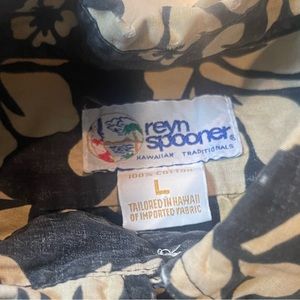 reyn
spooner®
HAWAIIAN TRADITIONALS
100% COTTON
L
TAILORED IN HAWAII
OF IMPORTED FABRIC